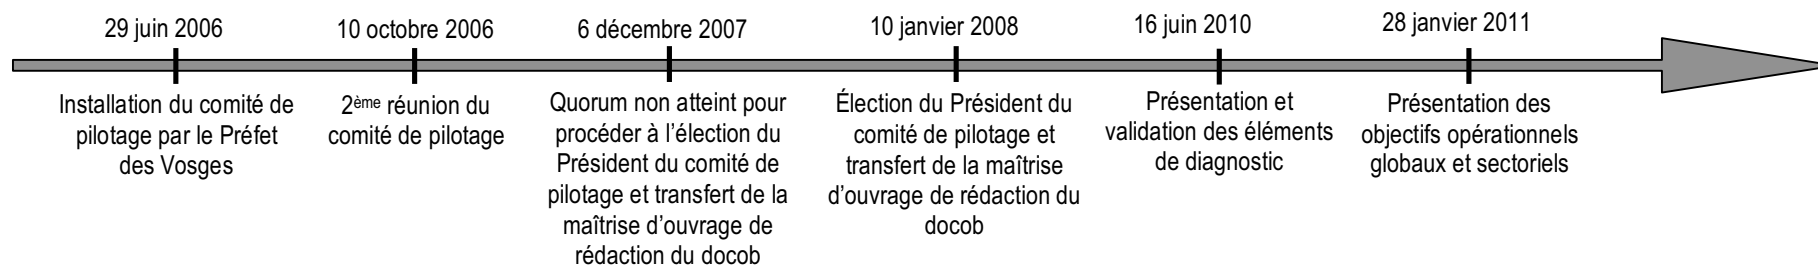 29 juin 2006
Installation du comité de
pilotage par le Préfet
des Vosges
10 octobre 2006
2ème réunion du
comité de pilotage
6 décembre 2007
Quorum non atteint pour
procéder à l’élection du
Président du comité de
pilotage et transfert de la
maîtrise d’ouvrage de
rédaction du docob
10 janvier 2008
Élection du Président du
comité de pilotage et
transfert de la maîtrise
d’ouvrage de rédaction du
docob
16 juin 2010
Présentation et
validation des éléments
de diagnostic
28 janvier 2011
Présentation des
objectifs opérationnels
globaux et sectoriels